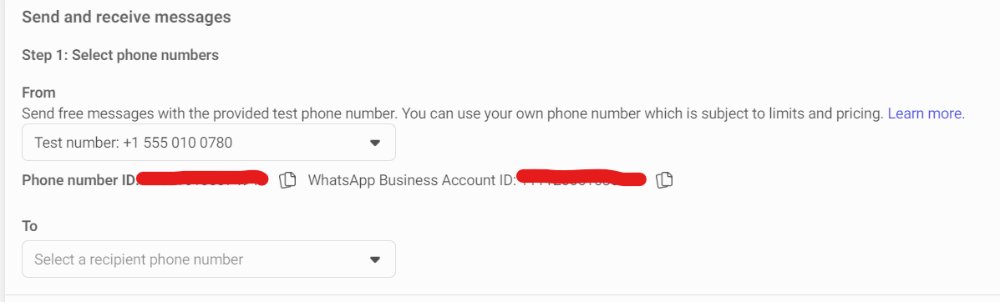 Send and receive messages
Step 1: Select phone numbers
From
Send free messages with the provided test phone number. You can use your own phone number which is subject to limits and pricing. Learn more.
Test number: +1 555 010 0780
Phone number ID: WhatsApp Business Account ID:
To
Select a recipient phone number